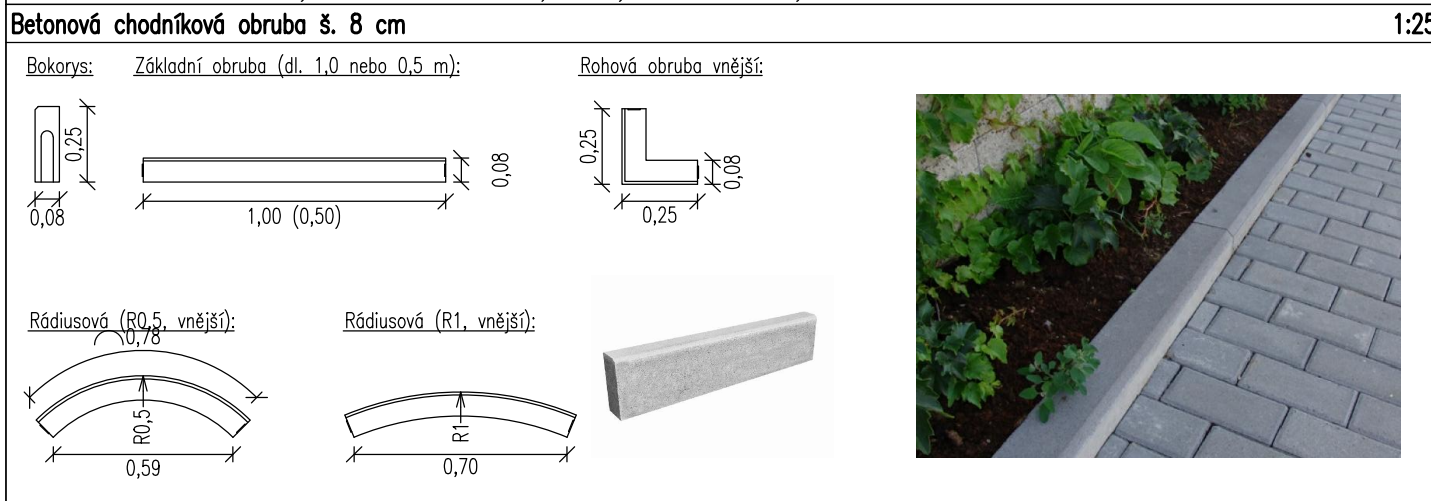 Betonová chodníková obruba š. 8 cm
1:25
Bokorys:
Základní obruba (dl. 1,0 nebo 0,5 m):
Rohová obruba vnější:
0,25
0,08
0,08
1,00 (0,50)
0,25
0,08
0,25
Rádiusová (R0,5, vnější):
Rádiusová (R1, vnější):
0,78
R0,5
0,59
R1
0,70